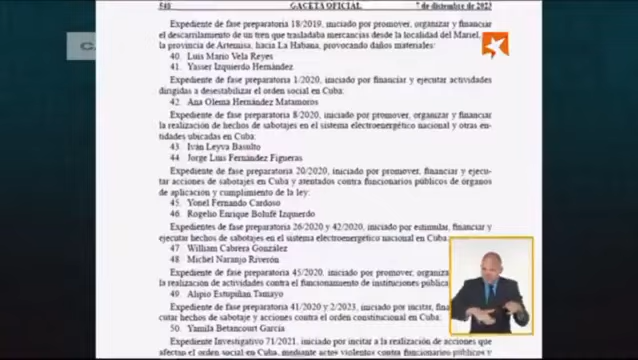 540 GACETA OFICIAL 7 de diciembre de 2023
Expediente de fase preparatoria 18/2019, iniciado por promover, organizar y financiar
el descarrilamiento de un tren que trasladaba mercancías desde la localidad del Mariel,
la provincia de Artemisa, hacia La Habana, provocando daños materiales:
40. Luis Mario Vela Reyes
41. Yasser Izquierdo Hernández
Expediente de fase preparatoria 1/2020, iniciado por financiar y ejecutar actividades
dirigidas a desestabilizar el orden social en Cuba:
42. Ana Olema Hernández Matamoros
Expediente de fase preparatoria 8/2020, iniciado por promover, organizar y financiar
la realización de hechos de sabotajes en el sistema electroenergético nacional y otras en-
tidades ubicadas en Cuba:
43. Iván Leyva Basulto
44 Jorge Luis Fernández Figueras
Expediente de fase preparatoria 20/2020, iniciado por promover, financiar y ejecu-
tar acciones de sabotajes en Cuba y atentados contra funcionarios públicos de órganos
de aplicación y cumplimiento de la ley:
45. Yonel Fernando Cardoso
46. Rogelio Enrique Bolufé Izquierdo
Expedientes de fase preparatoria 26/2020 y 42/2020, iniciado por estimular, financiar y
ejecutar hechos de sabotajes en el sistema electroenergético nacional en Cuba
47. William Cabrera González
48. Michel Naranjo Riverón
Expediente de fase preparatoria 45/2020, iniciado por promover, organiza
la realización de actividades contra el funcionamiento de instituciones pública
49. Alipio Estupiñan Tamayo
Expediente de fase preparatoria 41/2020 y 2/2023, iniciado por incitar, finan
cutar hechos de sabotajes y acciones contra el orden constitucional en Cuba:
50. Yamila Betancourt García
Expediente Investigativo 71/2021, iniciado por incitar a la realización de acciones que
afectan el orden social en Cuba, mediante actos violentos contra funcionarios públicos y